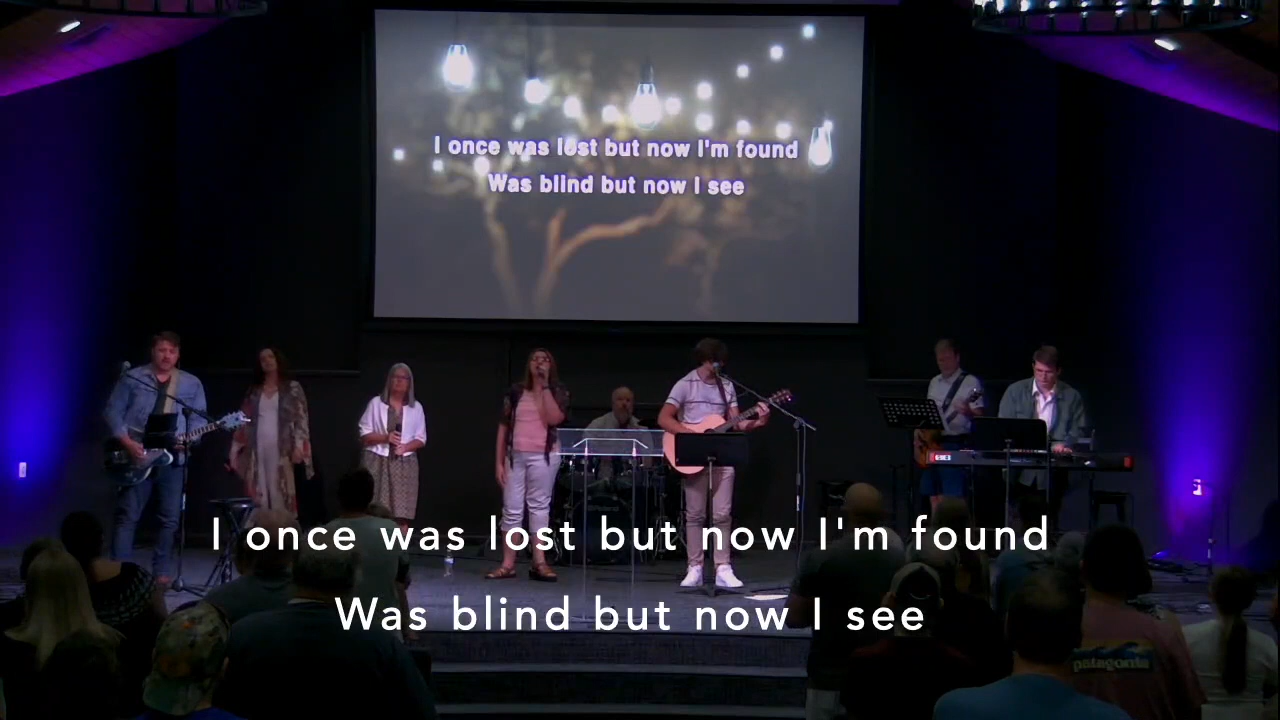 I once was lost but now I'm found
Was blind but now I see
I once was lost but now I'm found
Was blind but now I see
patagonia